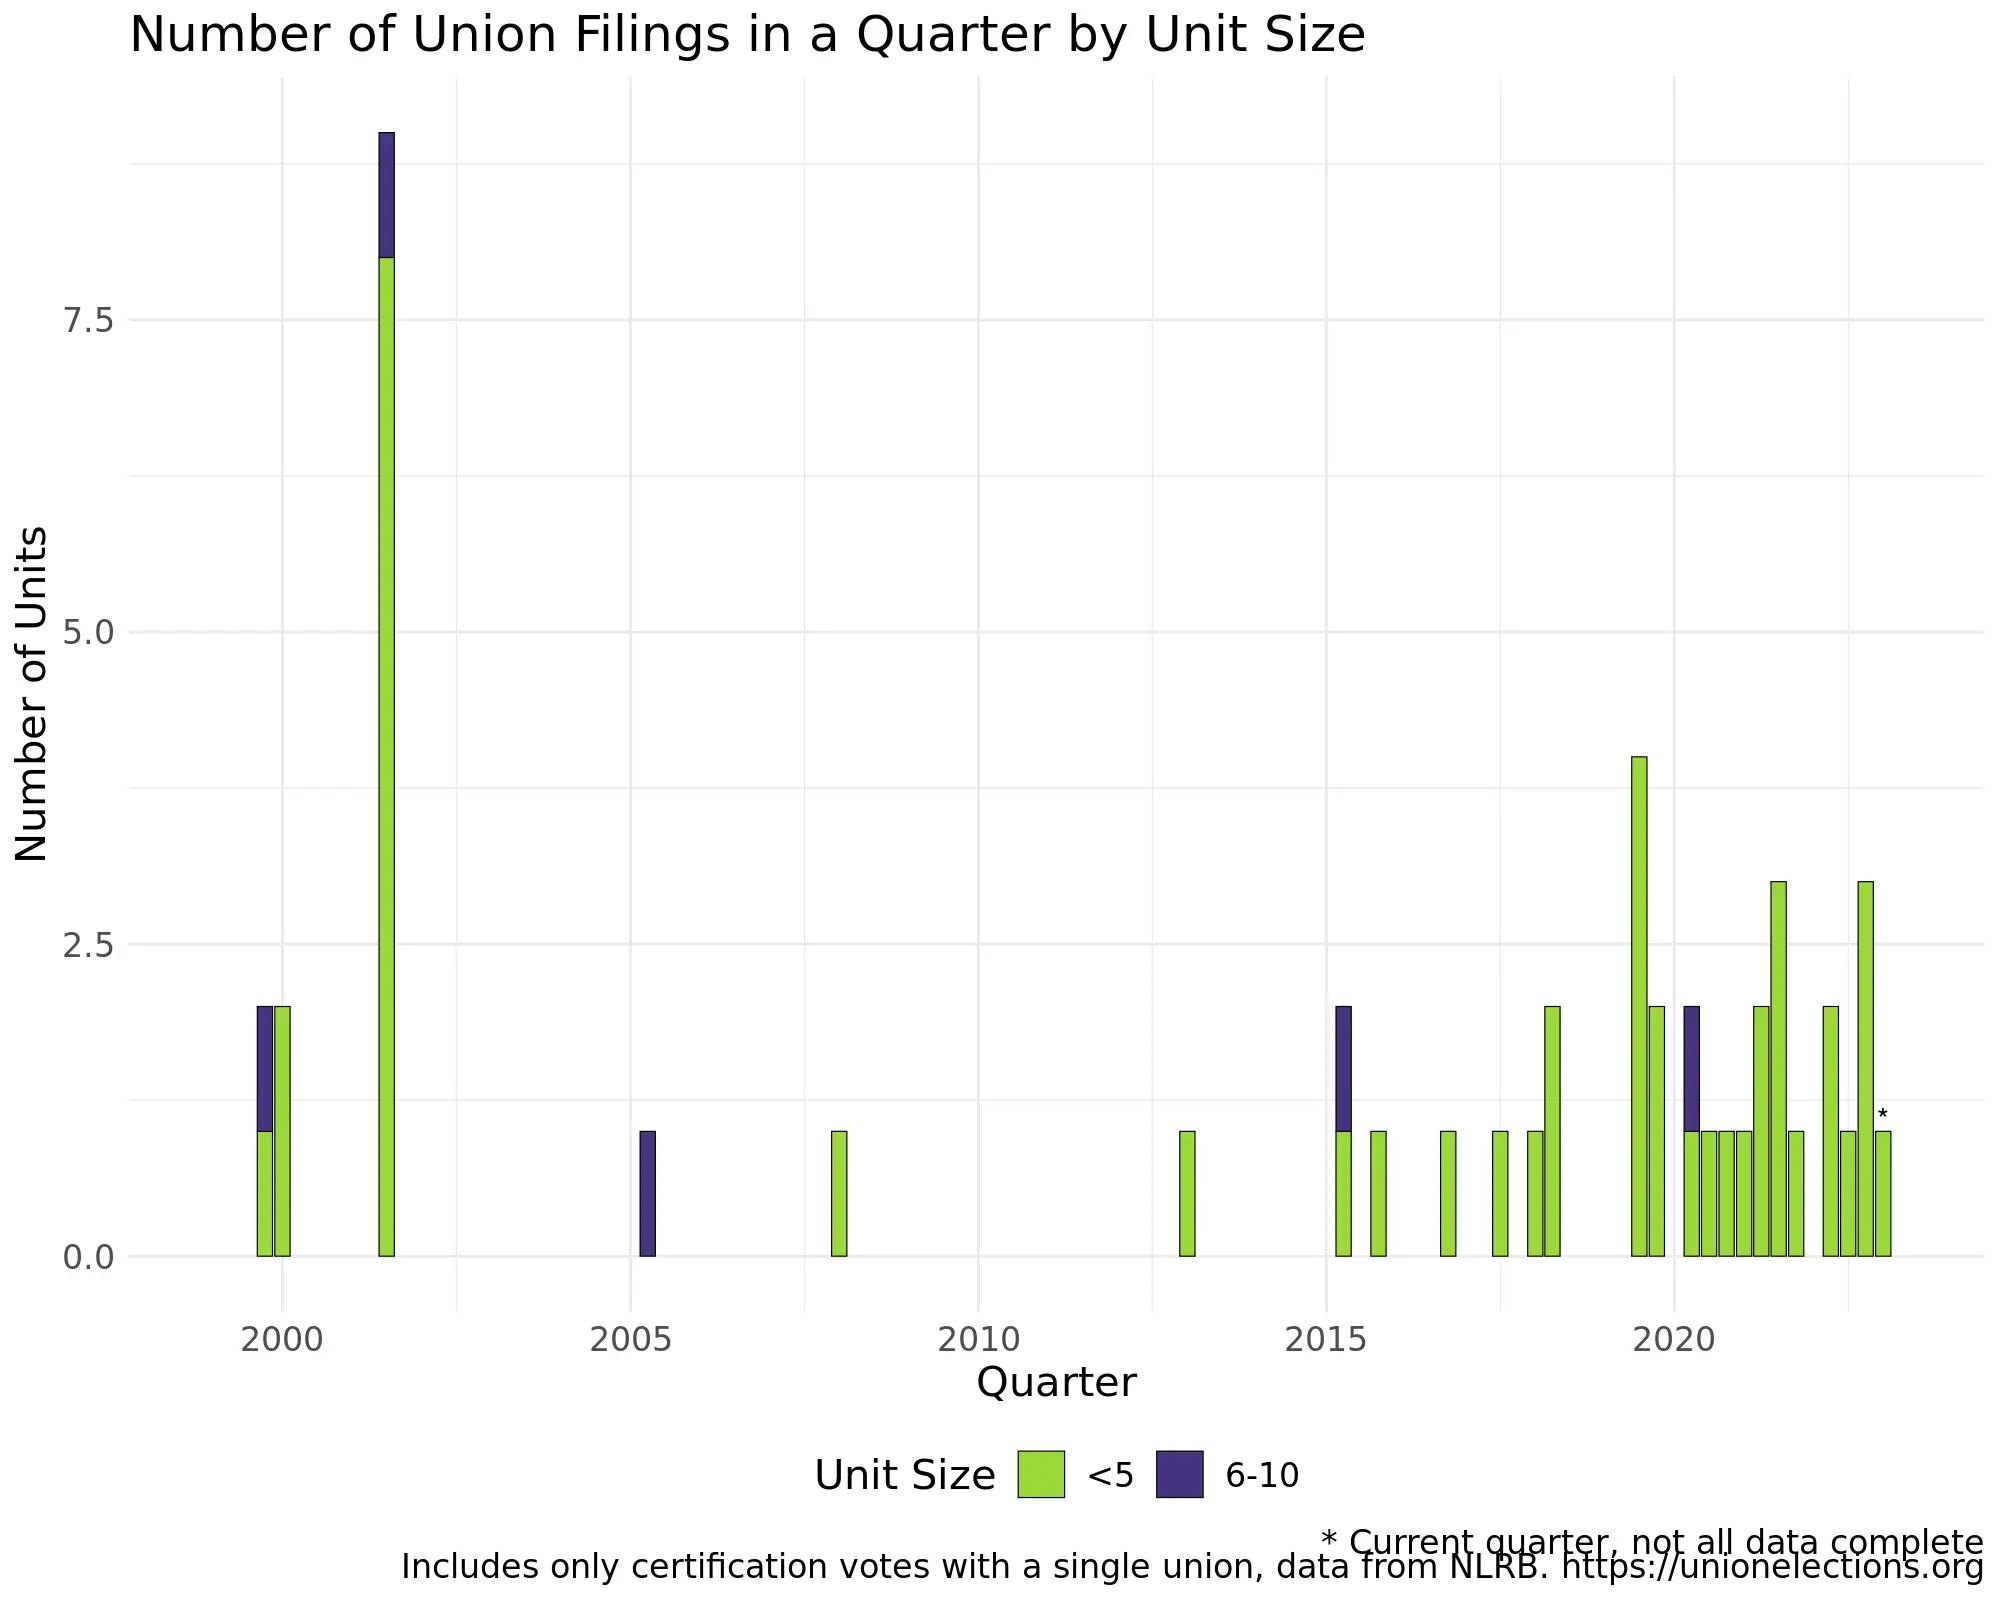 Number of Union Filings in a Quarter by Unit Size
Number of Units
7.5
5.0
2.5
0.0
*
2000 2005 2010 2015 2020
Quarter
Unit Size <5 6-10
* Current quarter, not all data complete
Includes only certification votes with a single union, data from NLRB. https://unionelections.org